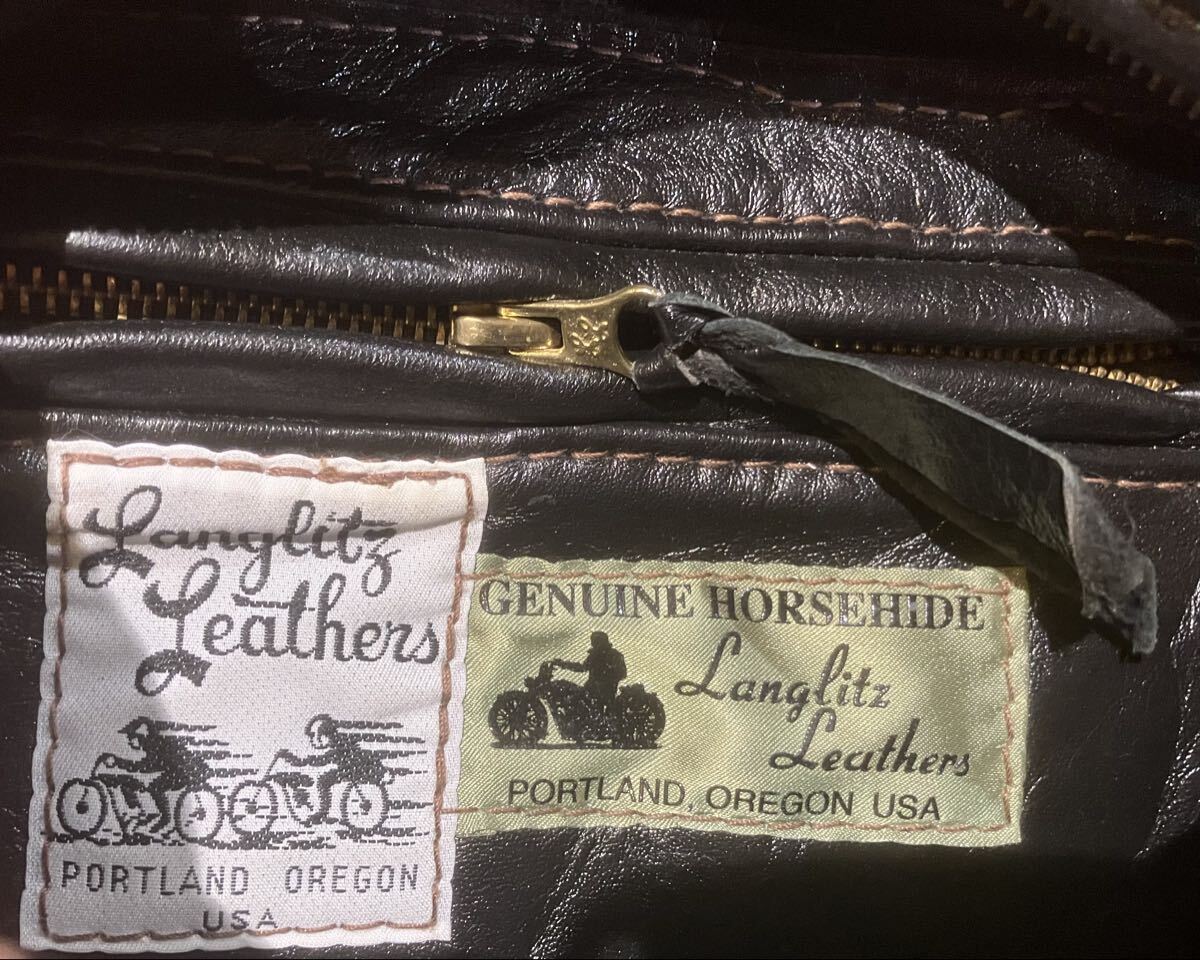 Langlitz
Leathers
PORTLAND OREGON
USA
GENUINE HORSEHIDE
Langlitz
Leathers
PORTLAND, OREGON USA